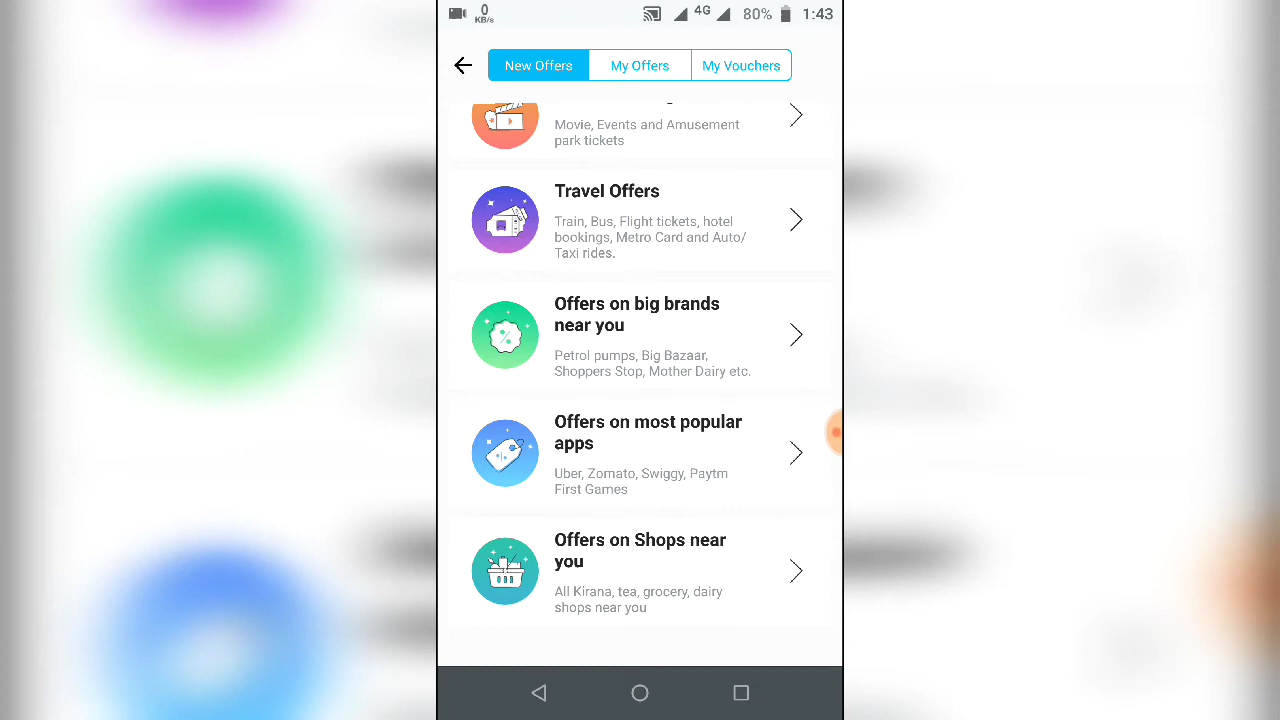 0
KB/s
4G
80%
1:43
New Offers
My Offers
My Vouchers
Movie, Events and Amusement
park tickets
Travel Offers
Train, Bus, Flight tickets, hotel
bookings, Metro Card and Auto/
Taxi rides.
Offers on big brands
near you
Petrol pumps, Big Bazaar,
Shoppers Stop, Mother Dairy etc.
Offers on most popular
apps
Uber, Zomato, Swiggy, Paytm
First Games
Offers on Shops near
you
All Kirana, tea, grocery, dairy
shops near you